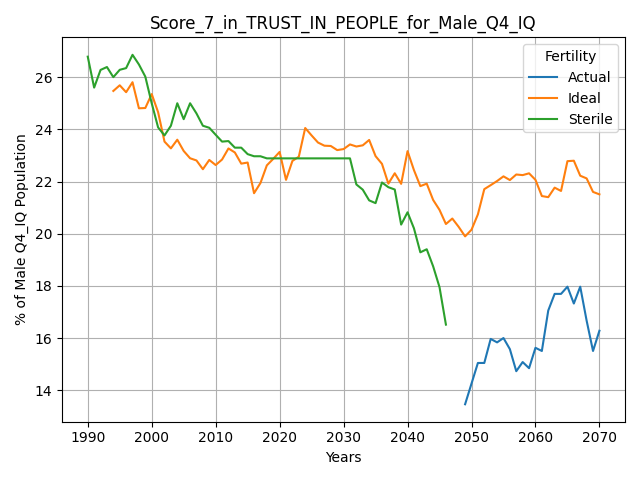 Score_7_in_TRUST_IN_PEOPLE_for_Male_Q4_IQ
Fertility
Actual
Ideal
Sterile
% of Male Q4_IQ Population
26
24
22
20
18
16
14
1990 2000 2010 2020 2030 2040 2050 2060 2070
Years